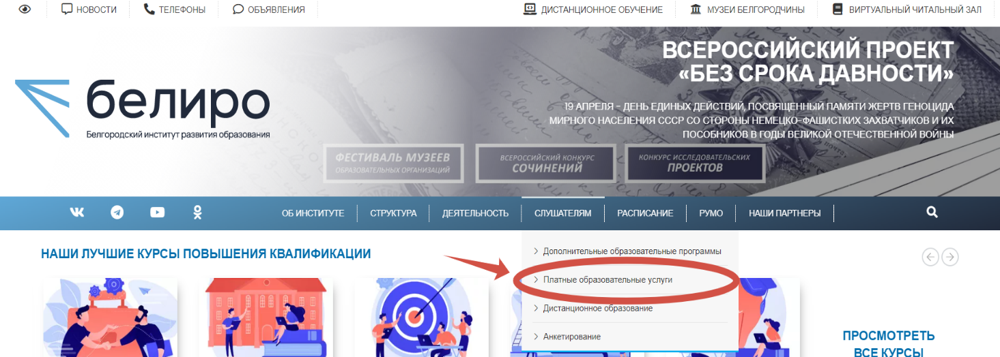 НОВОСТИ
ТЕЛЕФОНЫ
ОБЪЯВЛЕНИЯ
ДИСТАНЦИОННОЕ ОБУЧЕНИЕ
МУЗЕИ БЕЛГОРОДЧИНЫ
ВИРТУАЛЬНЫЙ ЧИТАЛЬНЫЙ ЗАЛ
белиро
Белгородский институт развития образования
ВСЕРОССИЙСКИЙ ПРОЕКТ
«БЕЗ СРОКА ДАВНОСТИ»
19 АПРЕЛЯ – ДЕНЬ ЕДИНЫХ ДЕЙСТВИЙ, ПОСВЯЩЕННЫЙ ПАМЯТИ ЖЕРТВ ГЕНОЦИДА
МИРНОГО НАСЕЛЕНИЯ СССР СО СТОРОНЫ НЕМЕЦКО-ФАШИСТКИХ ЗАХВАТЧИКОВ И ИХ
ПОСОБНИКОВ В ГОДЫ ВЕЛИКОЙ ОТЕЧЕСТВЕННОЙ ВОЙНЫ
ФЕСТИВАЛЬ МУЗЕЕВ
ОБРАЗОВАТЕЛЬНЫХ ОРГАНИЗАЦИЙ
ВСЕРОССИЙСКИЙ КОНКУРС
СОЧИНЕНИЙ
КОНКУРС ИССЛЕДОВАТЕЛЬСКИХ
ПРОЕКТОВ
ОБ ИНСТИТУТЕ
СТРУКТУРА
ДЕЯТЕЛЬНОСТЬ
СЛУШАТЕЛЯМ
РАСПИСАНИЕ
РУМО
НАШИ ПАРТНЕРЫ
НАШИ ЛУЧШИЕ КУРСЫ ПОВЫШЕНИЯ КВАЛИФИКАЦИИ
Дополнительные образовательные программы
Платные образовательные услуги
Дистанционное образование
Анкетирование
ПРОСМОТРЕТЬ
ВСЕ КУРСЫ